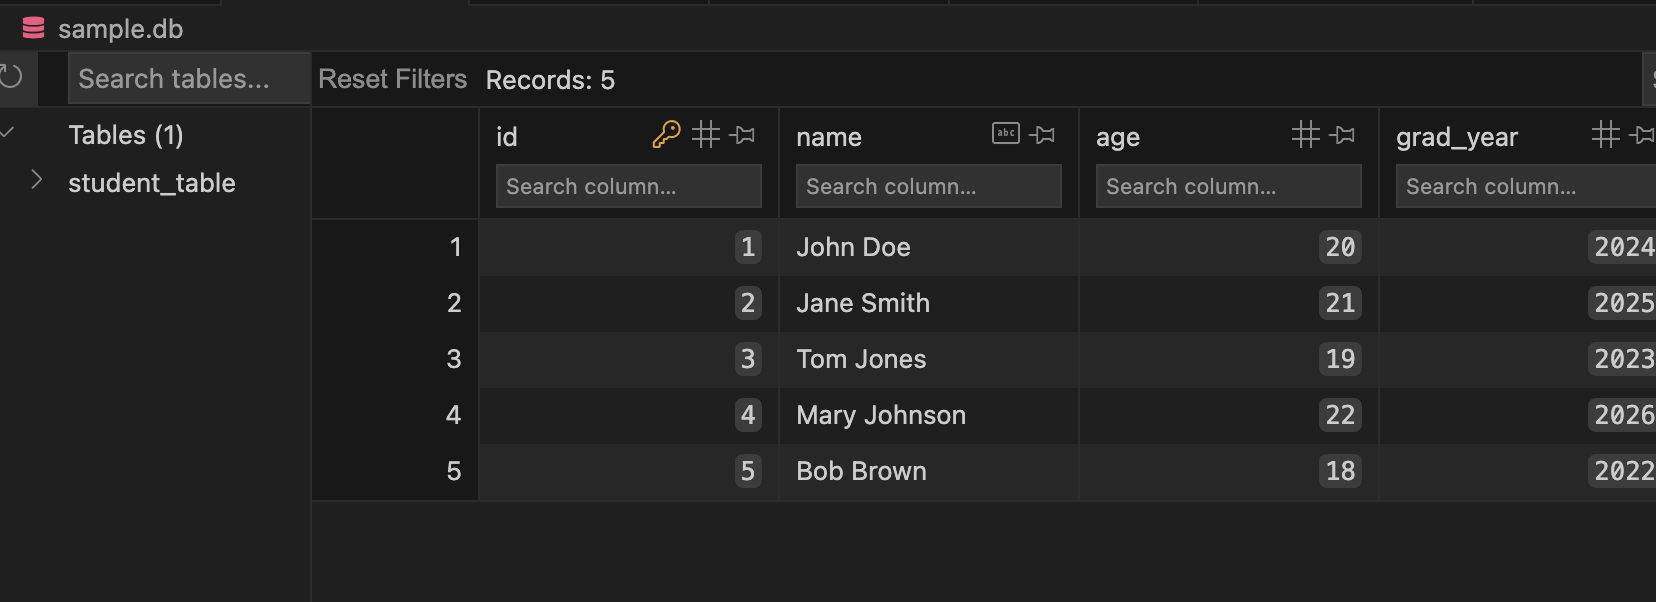 sample.db
Search tables... Reset Filters Records: 5
Tables (1)
student_table
id name abc age grad_year
Search column... Search column... Search column... Search column...
1 1 John Doe 20 2024
2 2 Jane Smith 21 2025
3 3 Tom Jones 19 2023
4 4 Mary Johnson 22 2026
5 5 Bob Brown 18 2022